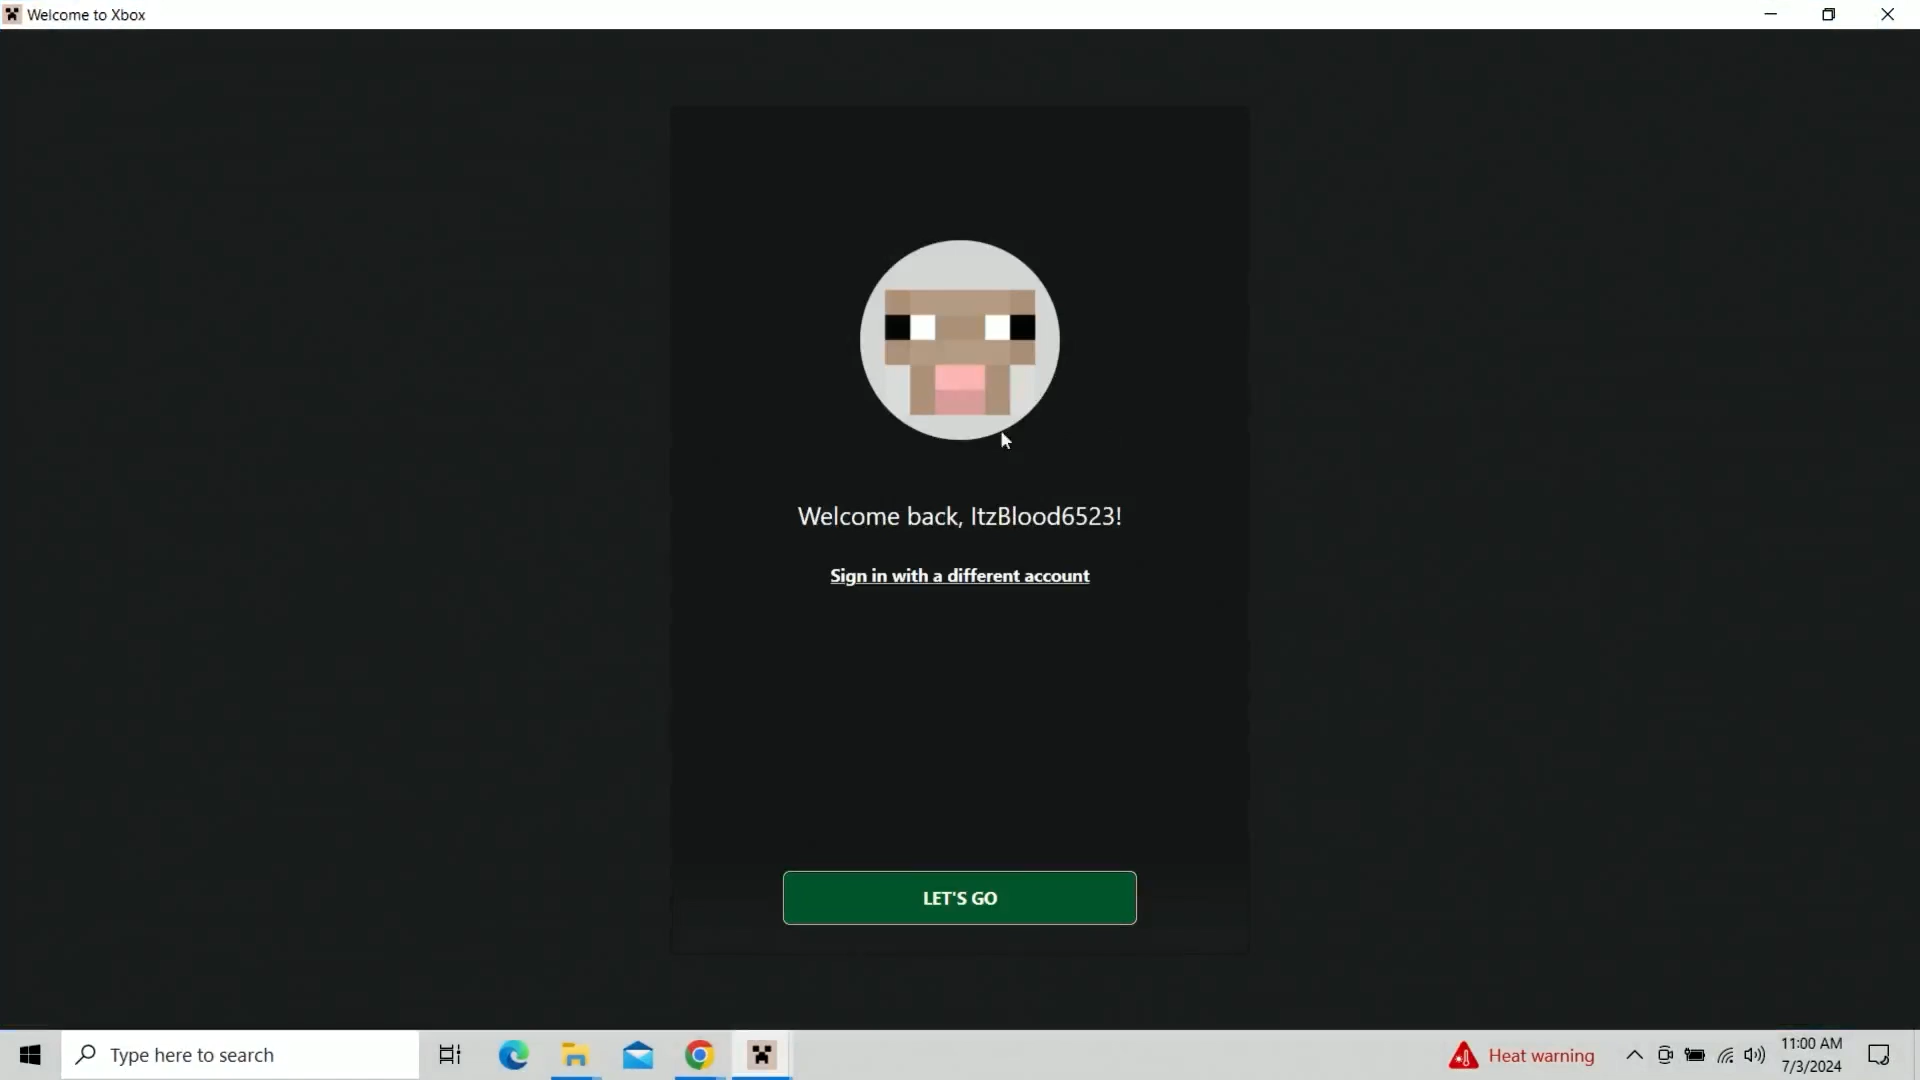 Welcome to Xbox
Welcome back, ItzBlood6523!
Sign in with a different account
LET'S GO
Type here to search
Heat warning
11:00 AM
7/3/2024